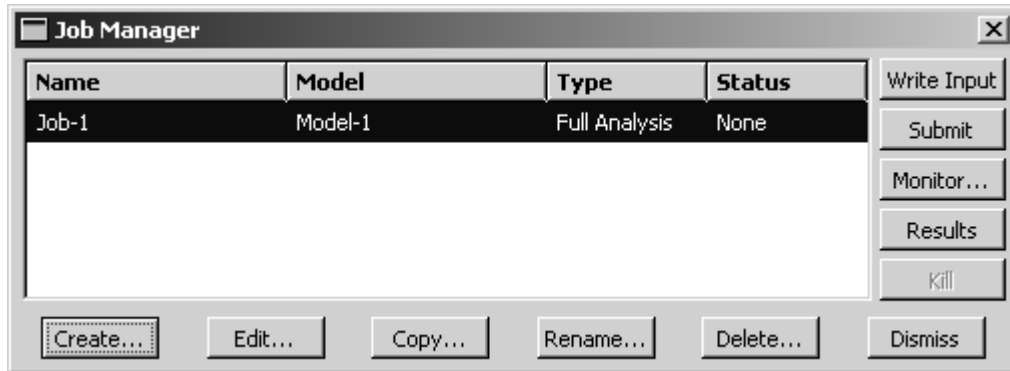 Job Manager
Name Model Type Status Write Input
Job-1 Model-1 Full Analysis None Submit
Monitor...
Results
Kill
Create... Edit... Copy... Rename... Delete... Dismiss